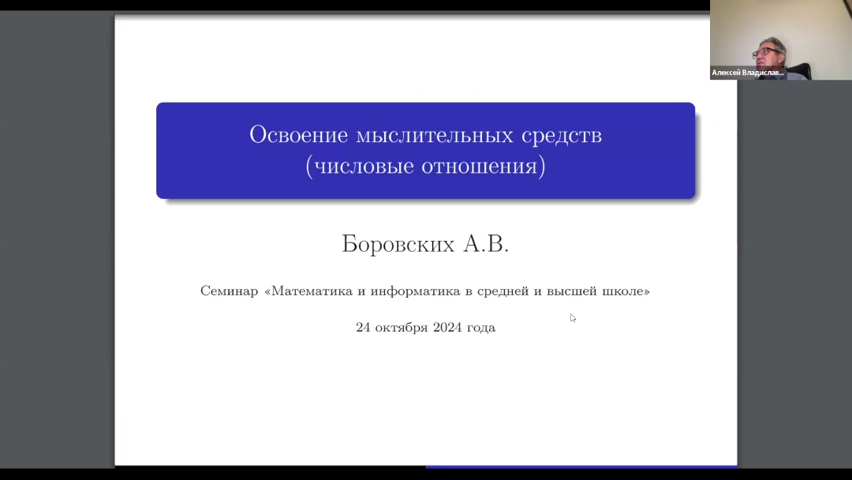 Алексей Владислав...
Освоение мыслительных средств
(числовые отношения)
Боровских А.В.
Семинар «Математика и информатика в средней и высшей школе»
24 октября 2024 года